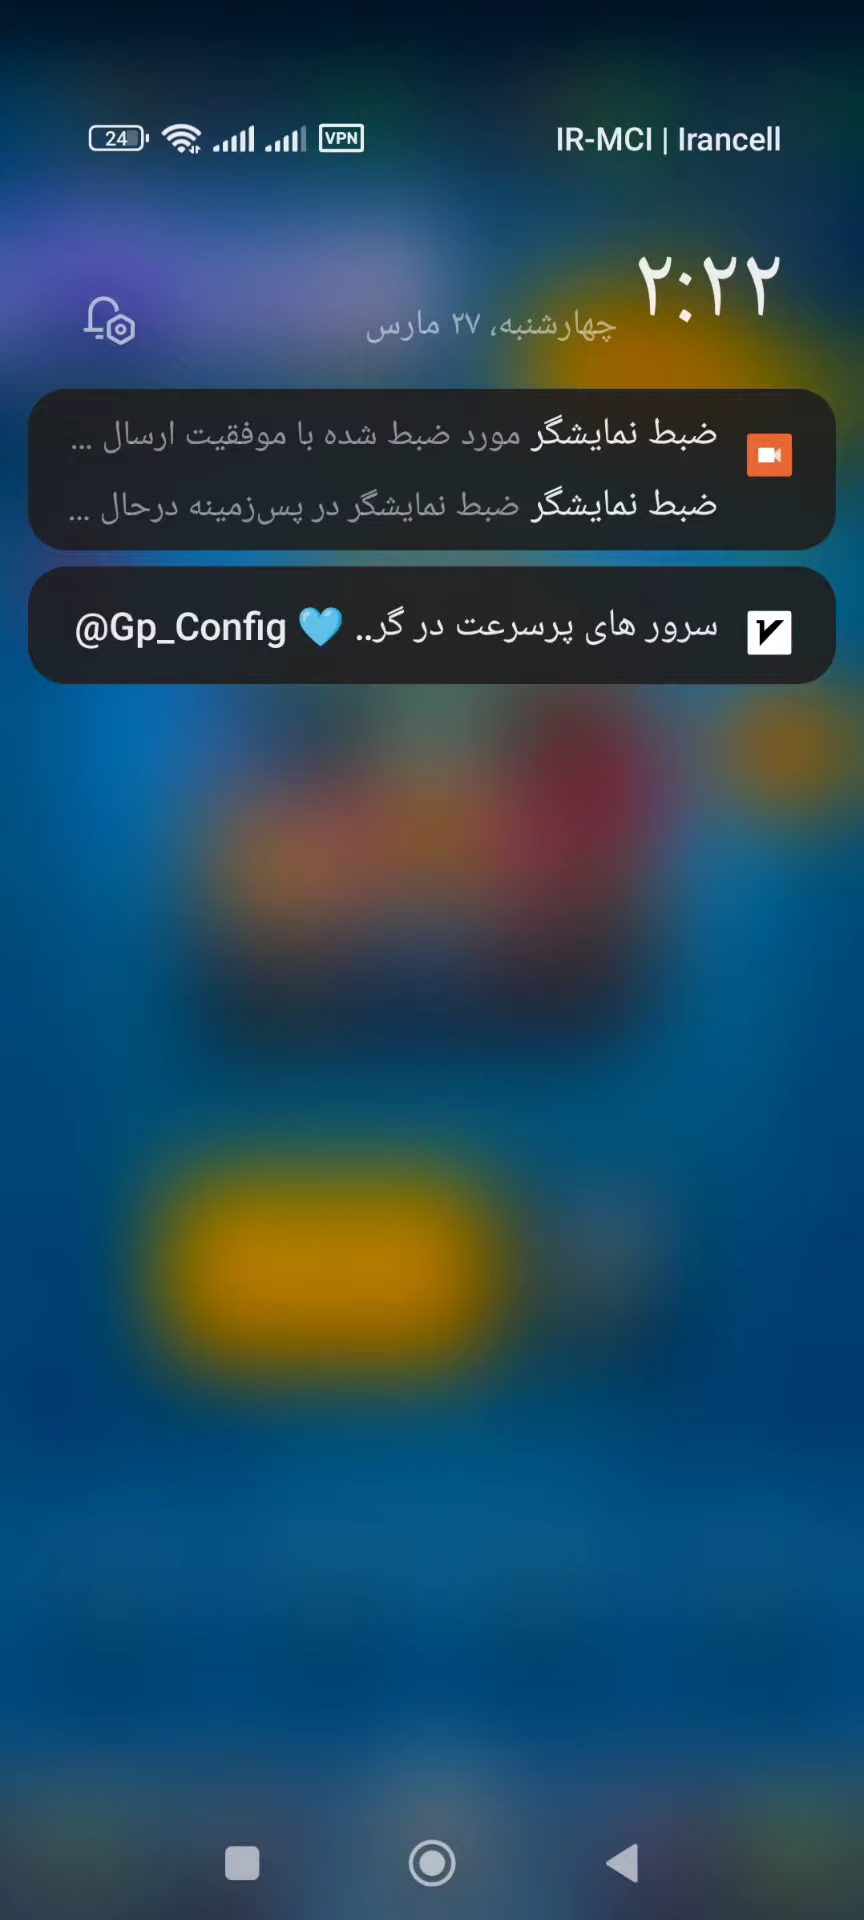 24 VPN IR-MCI | Irancell
۲:۲۲
چهارشنبه، ۲۷ مارس
ضبط نمایشگر مورد ضبط شده با موفقیت ارسال ...
ضبط نمایشگر ضبط نمایشگر در پس‌زمینه درحال ...
سرور های پرسرعت در گر.. 🩵 @Gp_Config